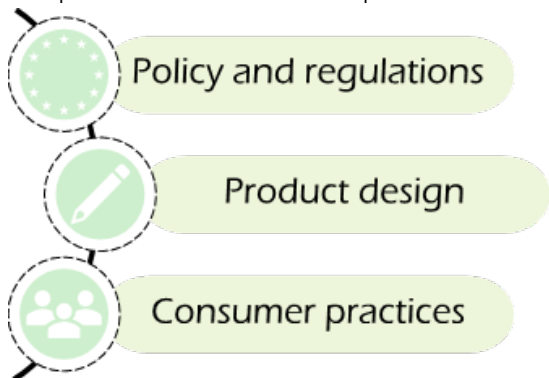 Policy and regulations
Product design
Consumer practices